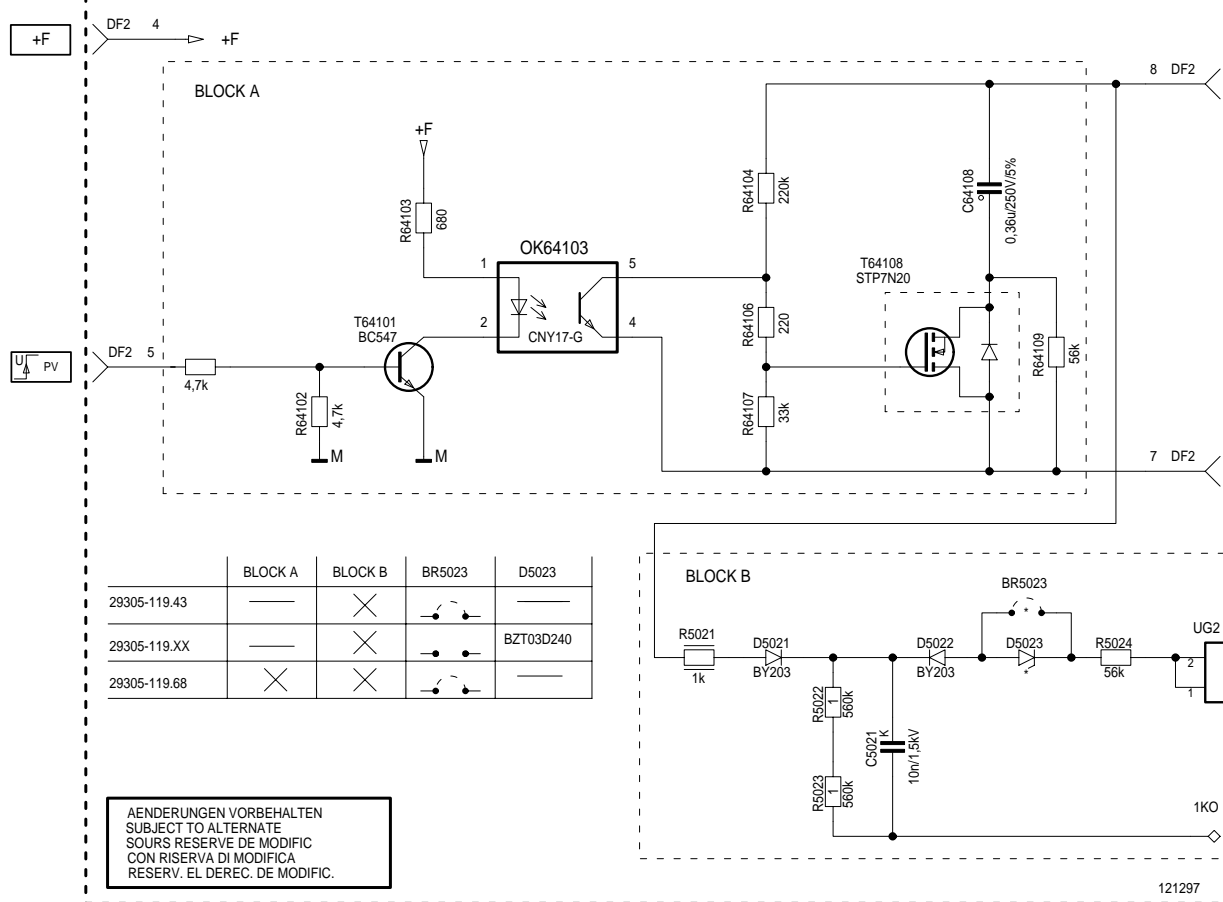 +F
DF2 4
+F
8 DF2
BLOCK A
+F
R64103
680
R64104
220k
C64108
0,36u/250V/5%
OK64103
1
5
2
4
CNY17-G
T64101
BC547
T64108
STP7N20
R64106
220
R64109
56k
U
PV
DF2 5
4,7k
R64102
4,7k
M
M
R64107
33k
7 DF2
BLOCK A BLOCK B BR5023 D5023
29305-119.43
29305-119.XX BZT03D240
29305-119.68
BLOCK B
BR5023
*
R5021
1k
D5021
BY203
D5022
BY203
D5023
*
R5024
56k
UG2
2
1
R5022
1
560k
C5021
K
10n/1,5kV
R5023
1
560k
1KO
AENDERUNGEN VORBEHALTEN
SUBJECT TO ALTERNATE
SOURS RESERVE DE MODIFIC
CON RISERVA DI MODIFICA
RESERV. EL DEREC. DE MODIFIC.
121297